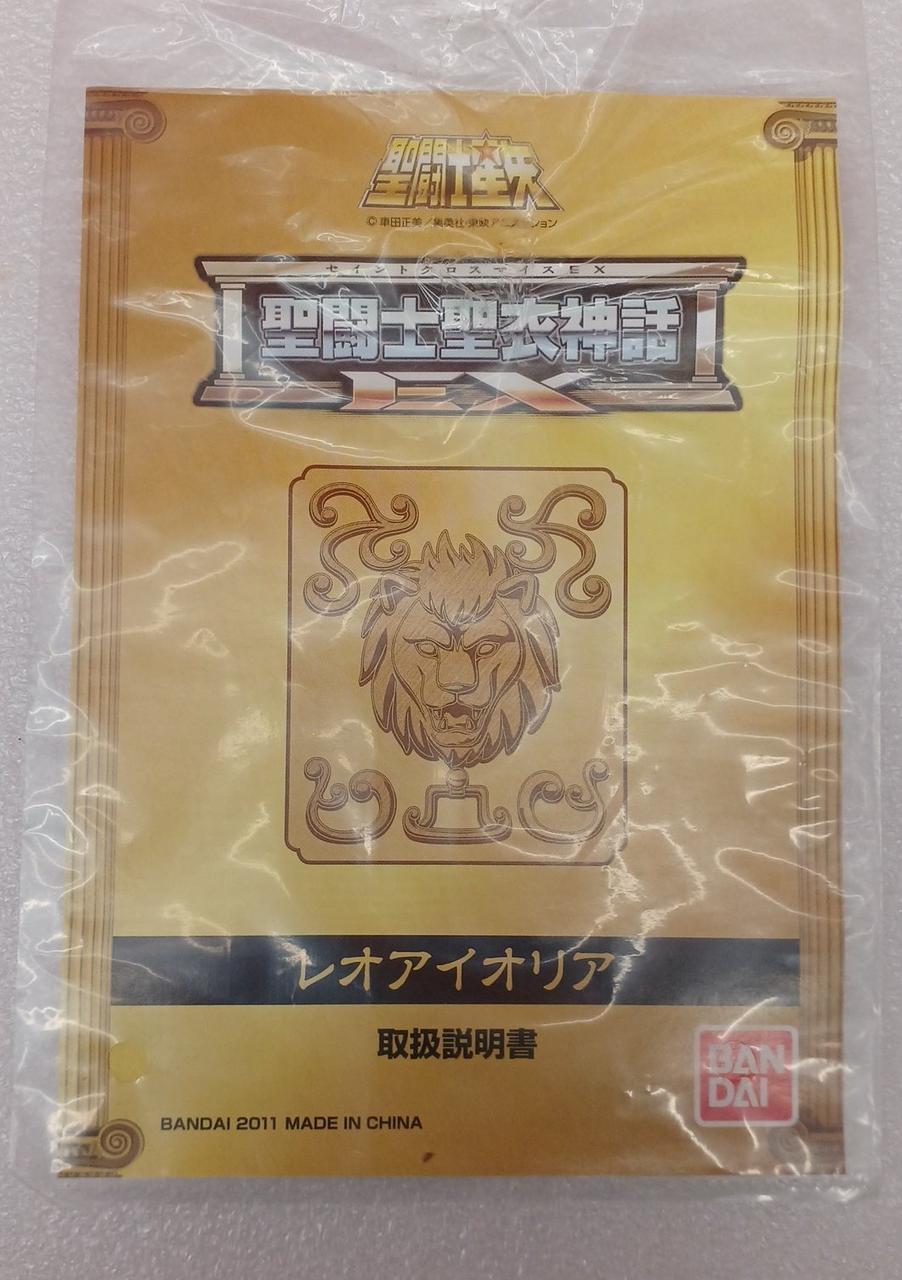 聖闘士星矢
©車田正美／集英社・東映アニメーション
セイントクロスマイスEX
聖闘士聖衣神話
EX
レオアイオリア
取扱説明書
BAN
DAI
BANDAI 2011 MADE IN CHINA